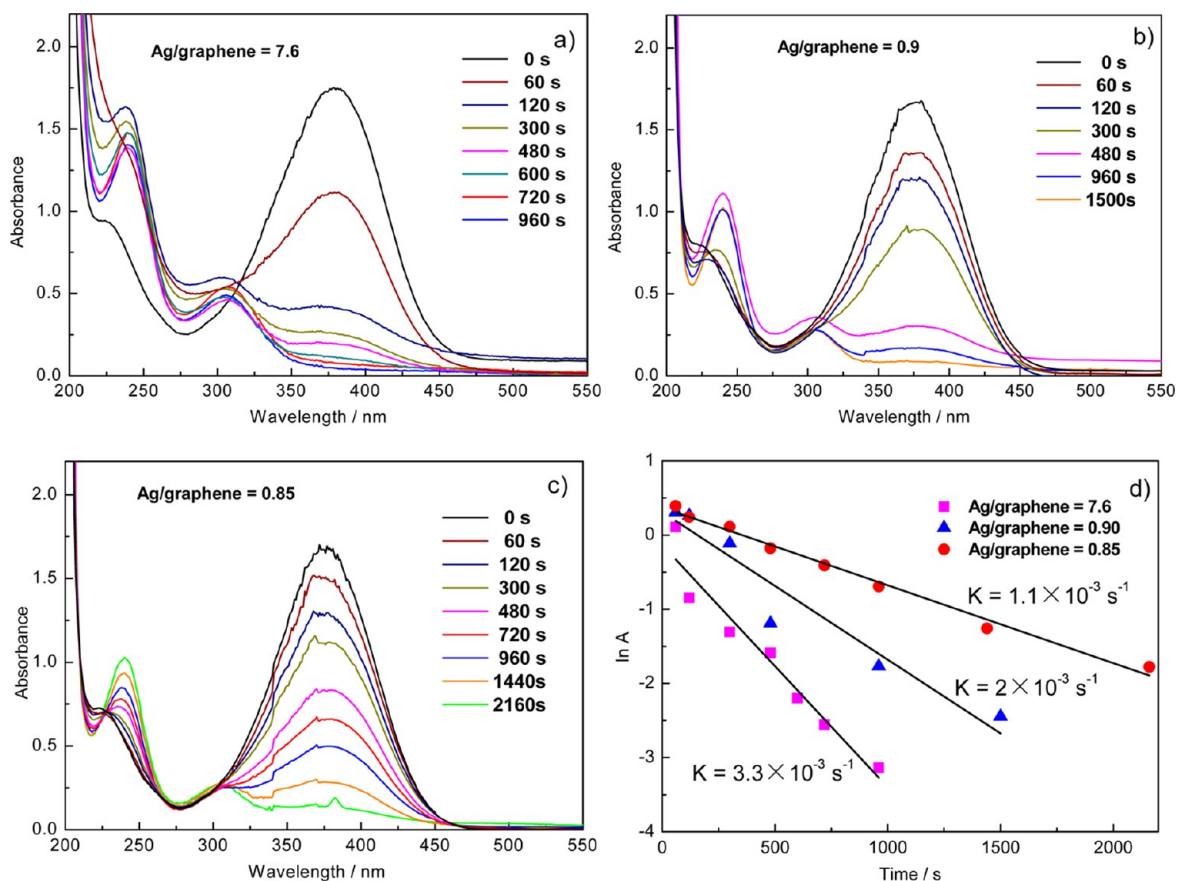 a)
Ag/graphene = 7.6
0 s
60 s
120 s
300 s
480 s
600 s
720 s
960 s
2.0
1.5
1.0
0.5
0.0
Absorbance
200 250 300 350 400 450 500 550
Wavelength / nm
b)
Ag/graphene = 0.9
0 s
60 s
120 s
300 s
480 s
960 s
1500s
2.0
1.5
1.0
0.5
0.0
Absorbance
200 250 300 350 400 450 500 550
Wavelength / nm
c)
Ag/graphene = 0.85
0 s
60 s
120 s
300 s
480 s
720 s
960 s
1440s
2160s
2.0
1.5
1.0
0.5
0.0
Absorbance
200 250 300 350 400 450 500 550
Wavelength / nm
d)
Ag/graphene = 7.6
Ag/graphene = 0.90
Ag/graphene = 0.85
K = 1.1×10⁻³ s⁻¹
K = 2×10⁻³ s⁻¹
K = 3.3×10⁻³ s⁻¹
1
0
-1
-2
-3
-4
ln A
0 500 1000 1500 2000
Time / s